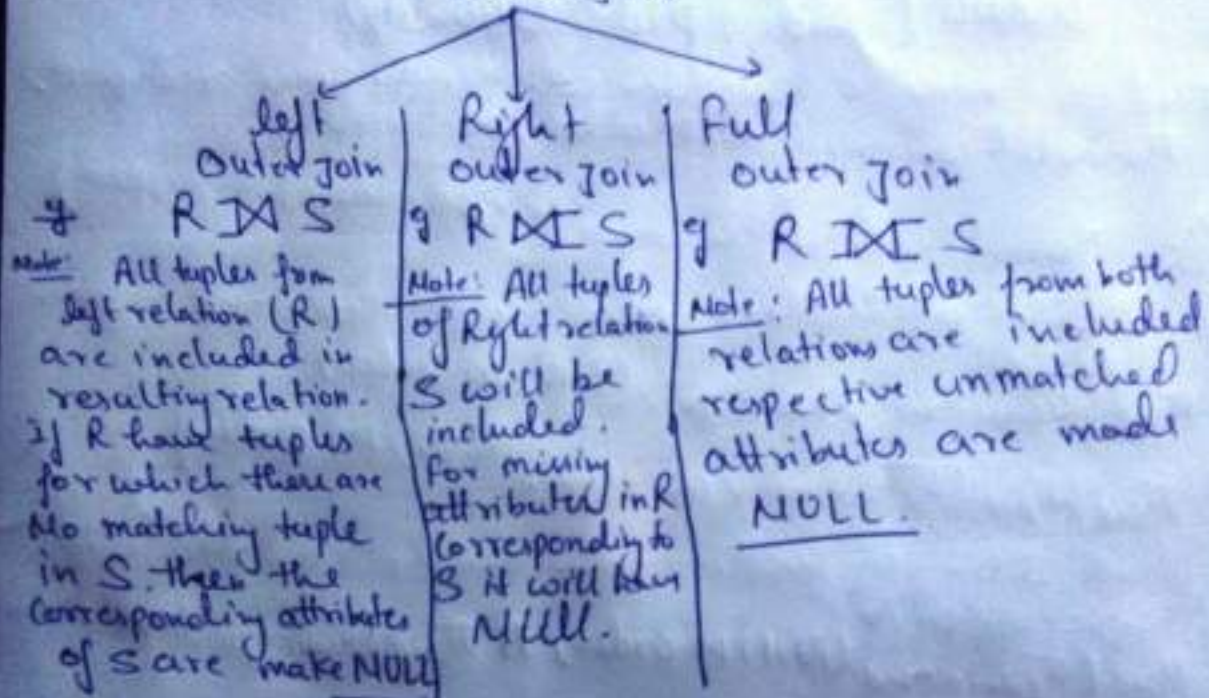 left
Outer Join
eg R ⟕ S
Note: All tuples from
left relation (R)
are included in
resulting relation.
If R have tuples
for which there are
No matching tuple
in S. then the
corresponding attributes
of S are make NULL
Right
outer Join
eg R ⟖ S
Note: All tuples
of Right relation
S will be
included.
for missing
attributes in R
corresponding to
S it will have
NULL.
Full
outer Join
eg R ⟗ S
Note: All tuples from both
relations are included
respective unmatched
attributes are made
NULL.